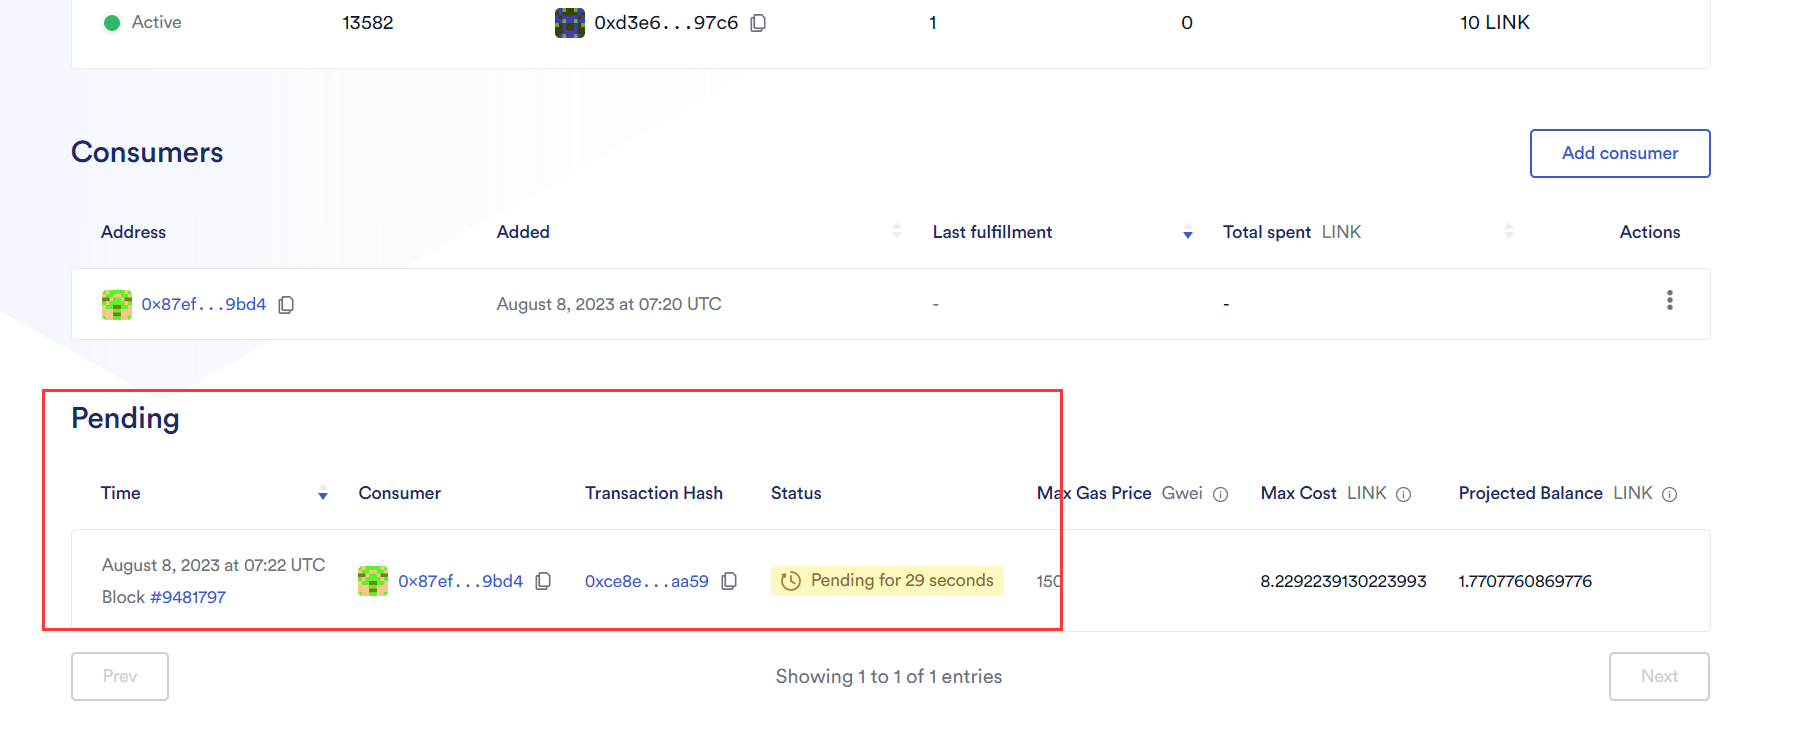 Active 13582 0xd3e6...97c6 1 0 10 LINK
Consumers
Add consumer
Address Added Last fulfillment Total spent LINK Actions
0x87ef...9bd4 August 8, 2023 at 07:20 UTC - -
Pending
Time Consumer Transaction Hash Status Max Gas Price Gwei Max Cost LINK Projected Balance LINK
August 8, 2023 at 07:22 UTC
Block #9481797
0x87ef...9bd4 0xce8e...aa59 Pending for 29 seconds 150 8.2292239130223993 1.7707760869776
Prev Showing 1 to 1 of 1 entries Next